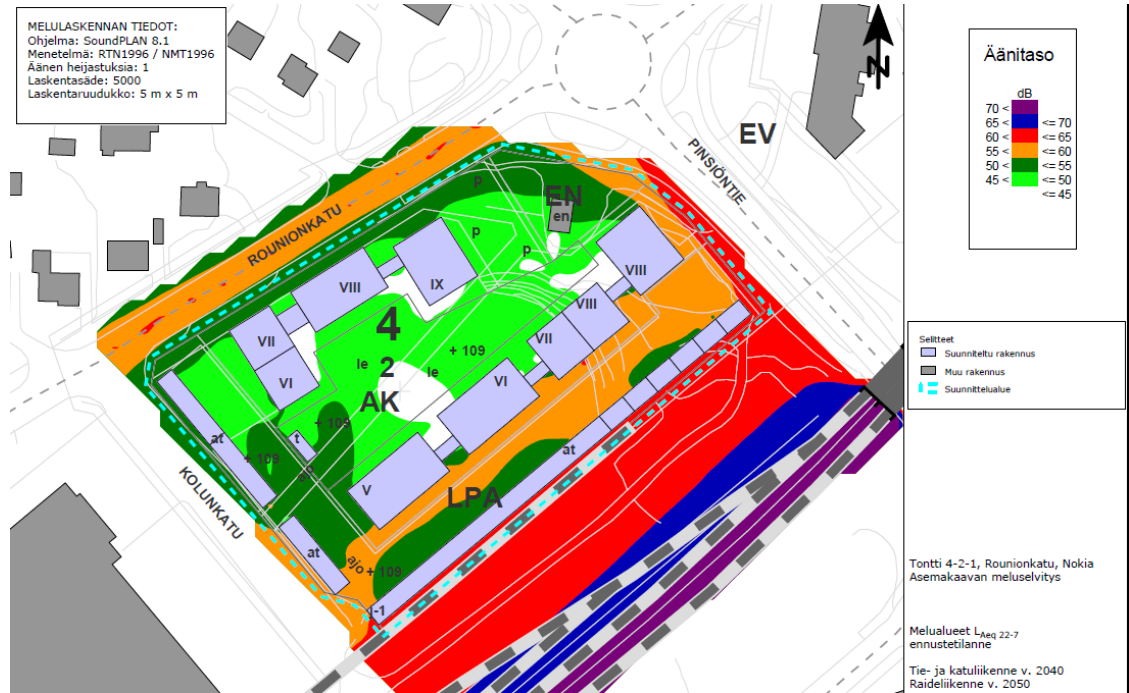 MELULASKENNAN TIEDOT:
Ohjelma: SoundPLAN 8.1
Menetelmä: RTN1996 / NMT1996
Äänen heijastuksia: 1
Laskentasäde: 5000
Laskentaruudukko: 5 m x 5 m
N
EV
PINSIÖNTIE
ROUNIONKATU
p
EN
en
p
p
IX
VIII
VIII
VIII
VII
VII
VI
4
+ 109
le
2
le
VI
AK
+ 109
t
at
+ 109
ajo
at
V
LPA
KOLUNKATU
at
ajo
+ 109
I-1
Äänitaso
dB
70 <
65 < <= 70
60 < <= 65
55 < <= 60
50 < <= 55
45 < <= 50
<= 45
Selitteet
Suunniteltu rakennus
Muu rakennus
Suunnittelualue
Tontti 4-2-1, Rounionkatu, Nokia
Asemakaavan meluselvitys
Melualueet LAeq 22-7
ennustetilanne
Tie- ja katuliikenne v. 2040
Raideliikenne v. 2050